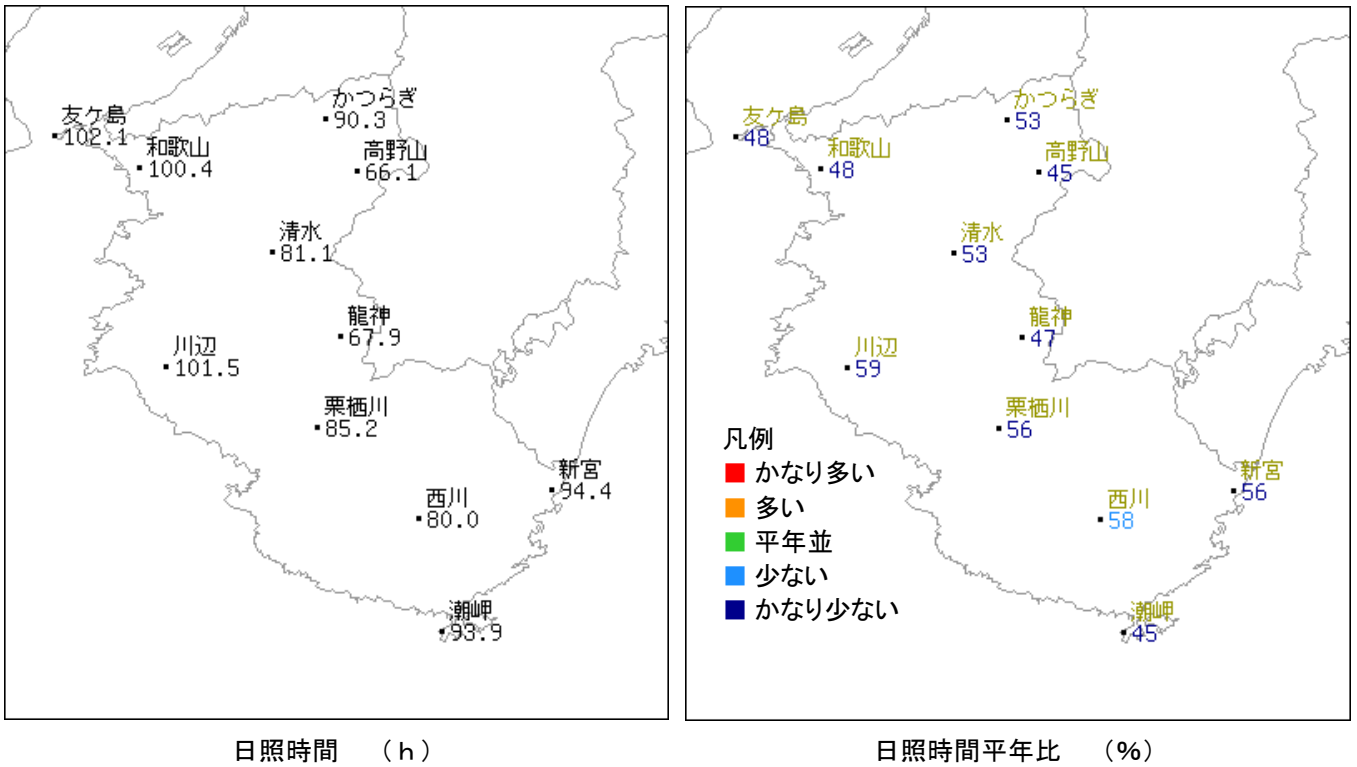 友ケ島
102.1
和歌山
100.4
かつらぎ
90.3
高野山
66.1
清水
81.1
龍神
67.9
川辺
101.5
栗栖川
85.2
新宮
94.4
西川
80.0
潮岬
93.9
日照時間 (h)
友ケ島
48
和歌山
48
かつらぎ
53
高野山
45
清水
53
龍神
47
川辺
59
栗栖川
56
新宮
56
西川
58
潮岬
45
凡例
かなり多い
多い
平年並
少ない
かなり少ない
日照時間平年比 (%)